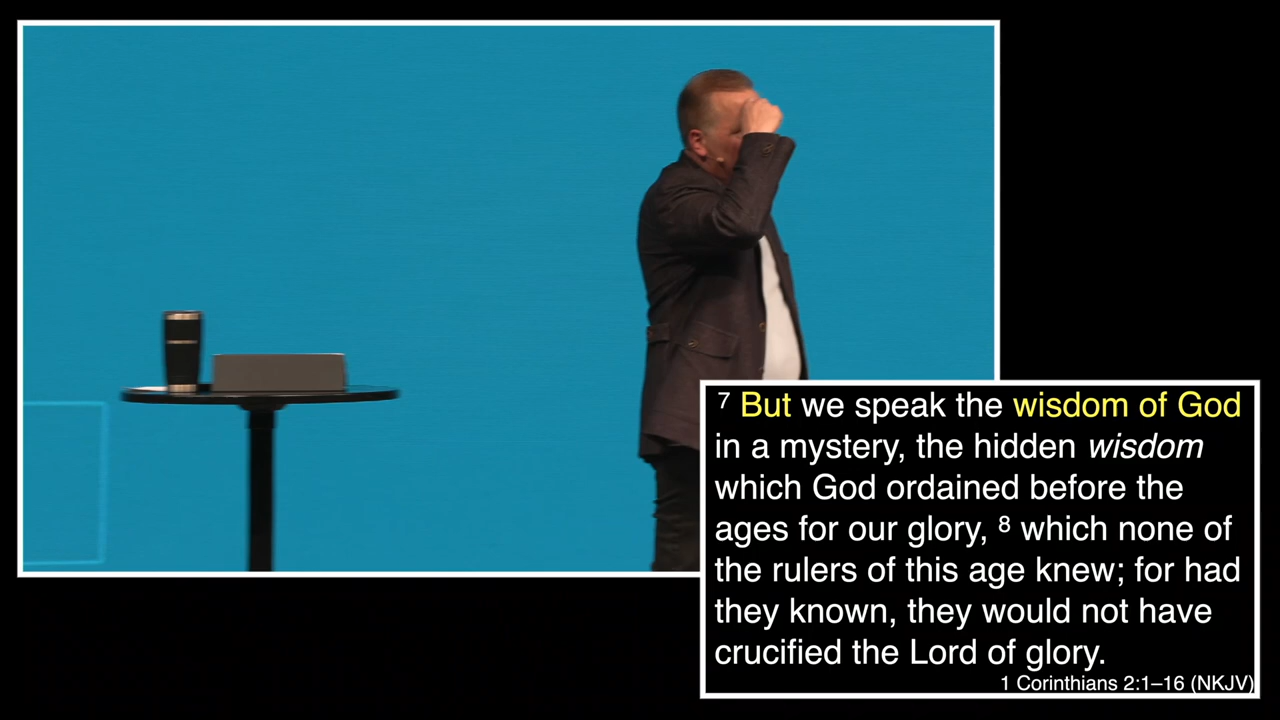 ⁷ But we speak the wisdom of God
in a mystery, the hidden wisdom
which God ordained before the
ages for our glory, ⁸ which none of
the rulers of this age knew; for had
they known, they would not have
crucified the Lord of glory.
1 Corinthians 2:1–16 (NKJV)